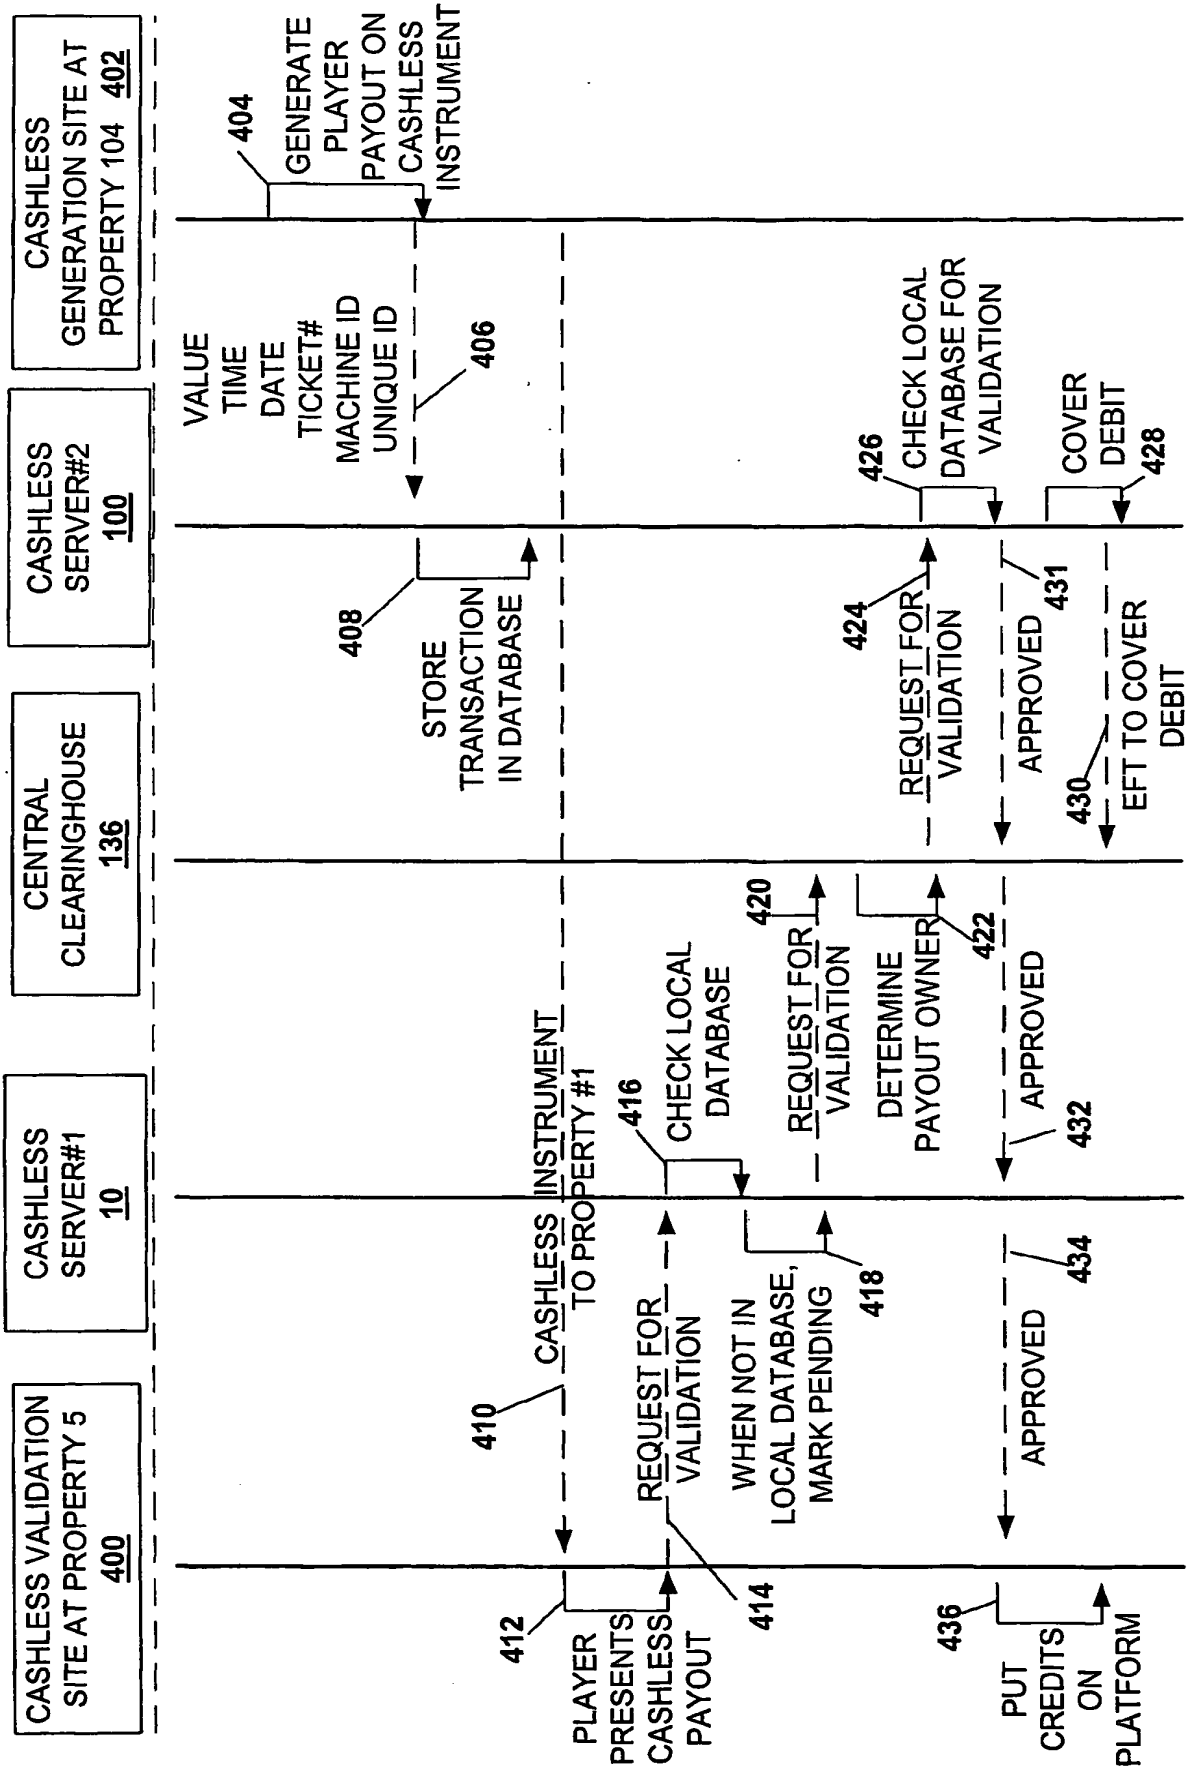 CASHLESS VALIDATION
SITE AT PROPERTY 5
400
CASHLESS
SERVER#1
10
CENTRAL
CLEARINGHOUSE
136
CASHLESS
SERVER#2
100
CASHLESS
GENERATION SITE AT
PROPERTY 104 402
404
GENERATE
PLAYER
PAYOUT ON
CASHLESS
INSTRUMENT
VALUE
TIME
DATE
TICKET#
MACHINE ID
UNIQUE ID
406
408
STORE
TRANSACTION
IN DATABASE
410
CASHLESS INSTRUMENT
TO PROPERTY #1
412
PLAYER
PRESENTS
CASHLESS
PAYOUT
414
REQUEST FOR
VALIDATION
416
CHECK LOCAL
DATABASE
WHEN NOT IN
LOCAL DATABASE,
MARK PENDING
418
420
REQUEST FOR
VALIDATION
DETERMINE
PAYOUT OWNER
422
424
REQUEST FOR
VALIDATION
426
CHECK LOCAL
DATABASE FOR
VALIDATION
431
APPROVED
COVER
DEBIT
428
430
EFT TO COVER
DEBIT
432
APPROVED
434
APPROVED
436
PUT
CREDITS
ON
PLATFORM